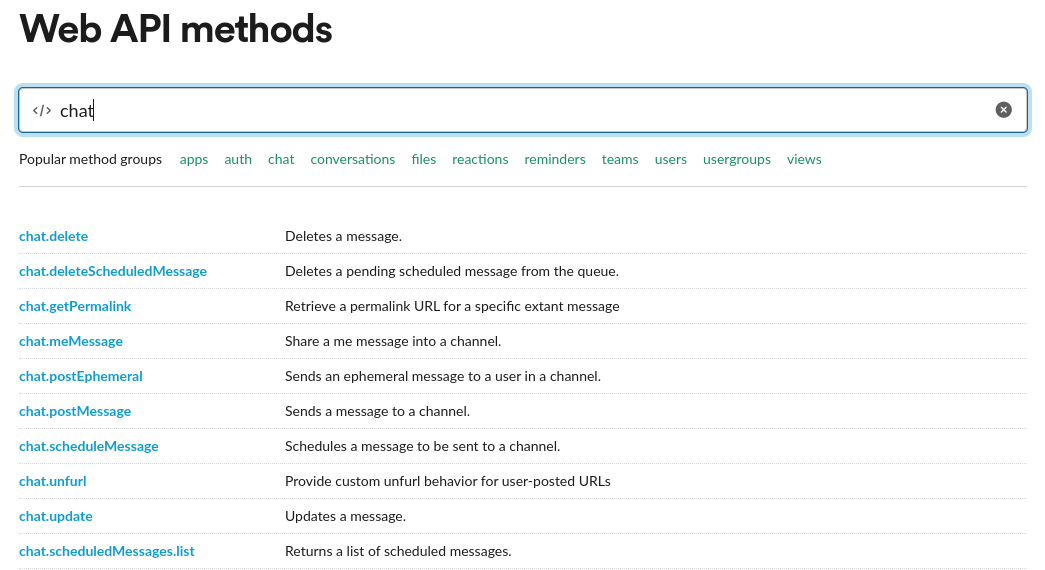 Web API methods
</> chat
Popular method groups apps auth chat conversations files reactions reminders teams users usergroups views
chat.delete Deletes a message.
chat.deleteScheduledMessage Deletes a pending scheduled message from the queue.
chat.getPermalink Retrieve a permalink URL for a specific extant message
chat.meMessage Share a me message into a channel.
chat.postEphemeral Sends an ephemeral message to a user in a channel.
chat.postMessage Sends a message to a channel.
chat.scheduleMessage Schedules a message to be sent to a channel.
chat.unfurl Provide custom unfurl behavior for user-posted URLs
chat.update Updates a message.
chat.scheduledMessages.list Returns a list of scheduled messages.